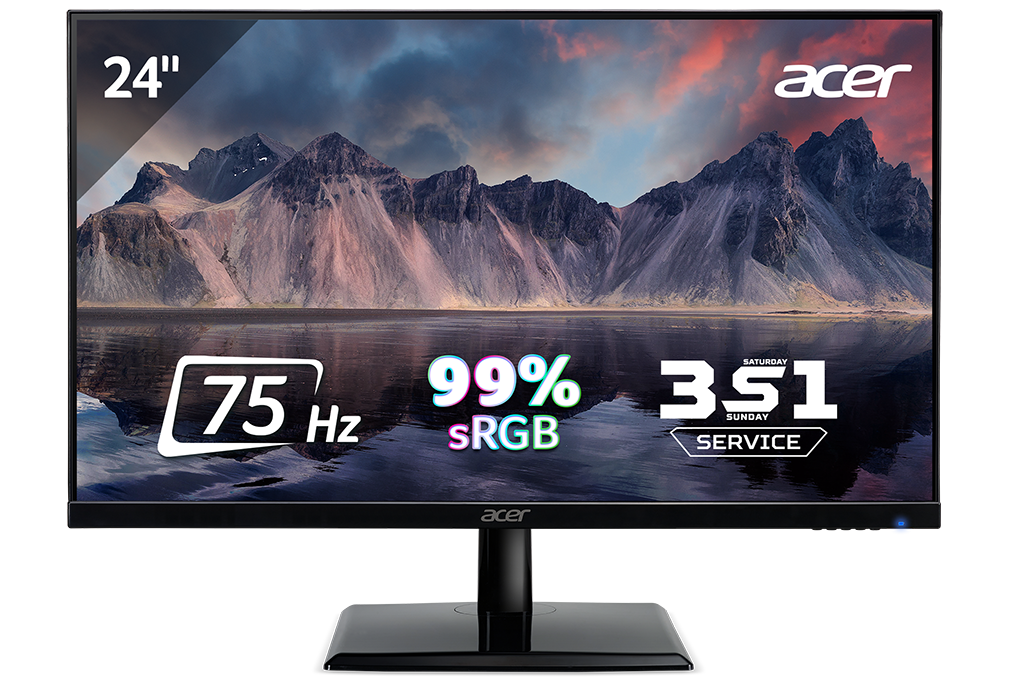 24"
acer
75 Hz
99%
sRGB
SATURDAY
3S1
SUNDAY
SERVICE
acer